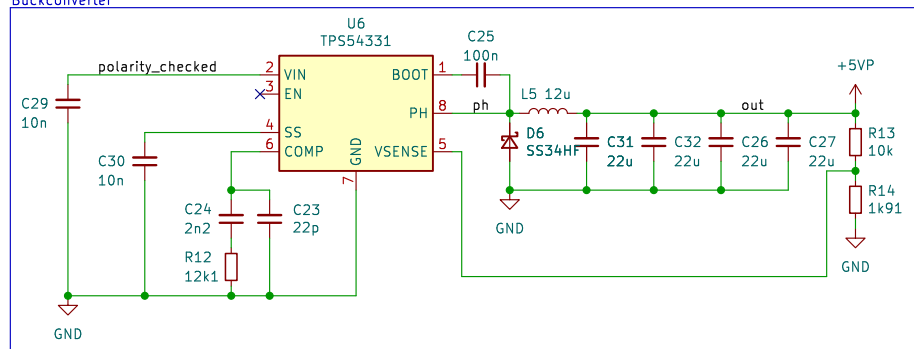 Buckconverter
U6
TPS54331
polarity_checked
2
VIN
3
EN
4
SS
6
COMP
GND
7
BOOT
1
PH
8
VSENSE
5
C25
100n
ph
L5 12u
out
+5VP
C29
10n
C30
10n
C24
2n2
C23
22p
R12
12k1
D6
SS34HF
C31
22u
C32
22u
C26
22u
C27
22u
R13
10k
R14
1k91
GND
GND
GND